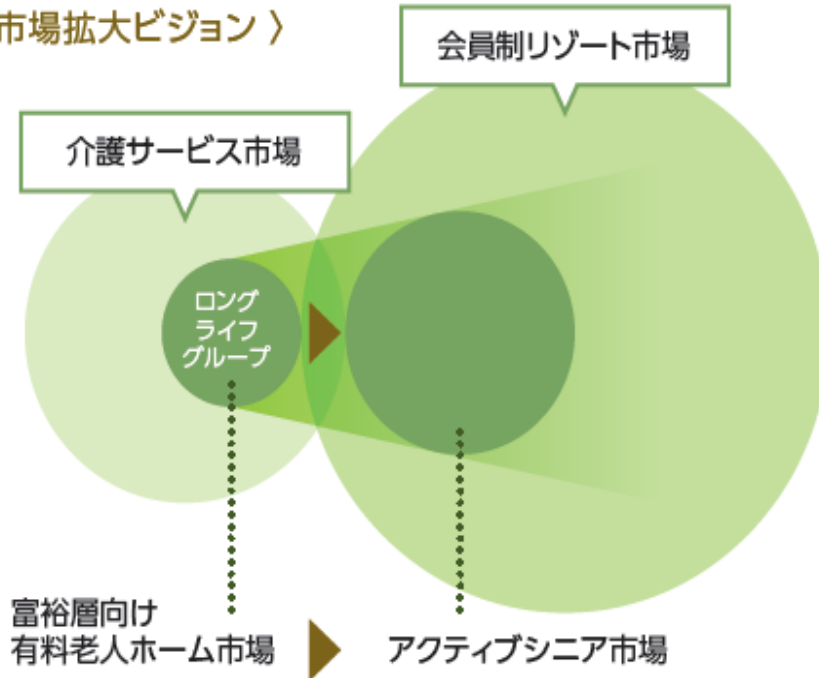 市場拡大ビジョン 〉
会員制リゾート市場
介護サービス市場
ロング
ライフ
グループ
富裕層向け
有料老人ホーム市場
アクティブシニア市場